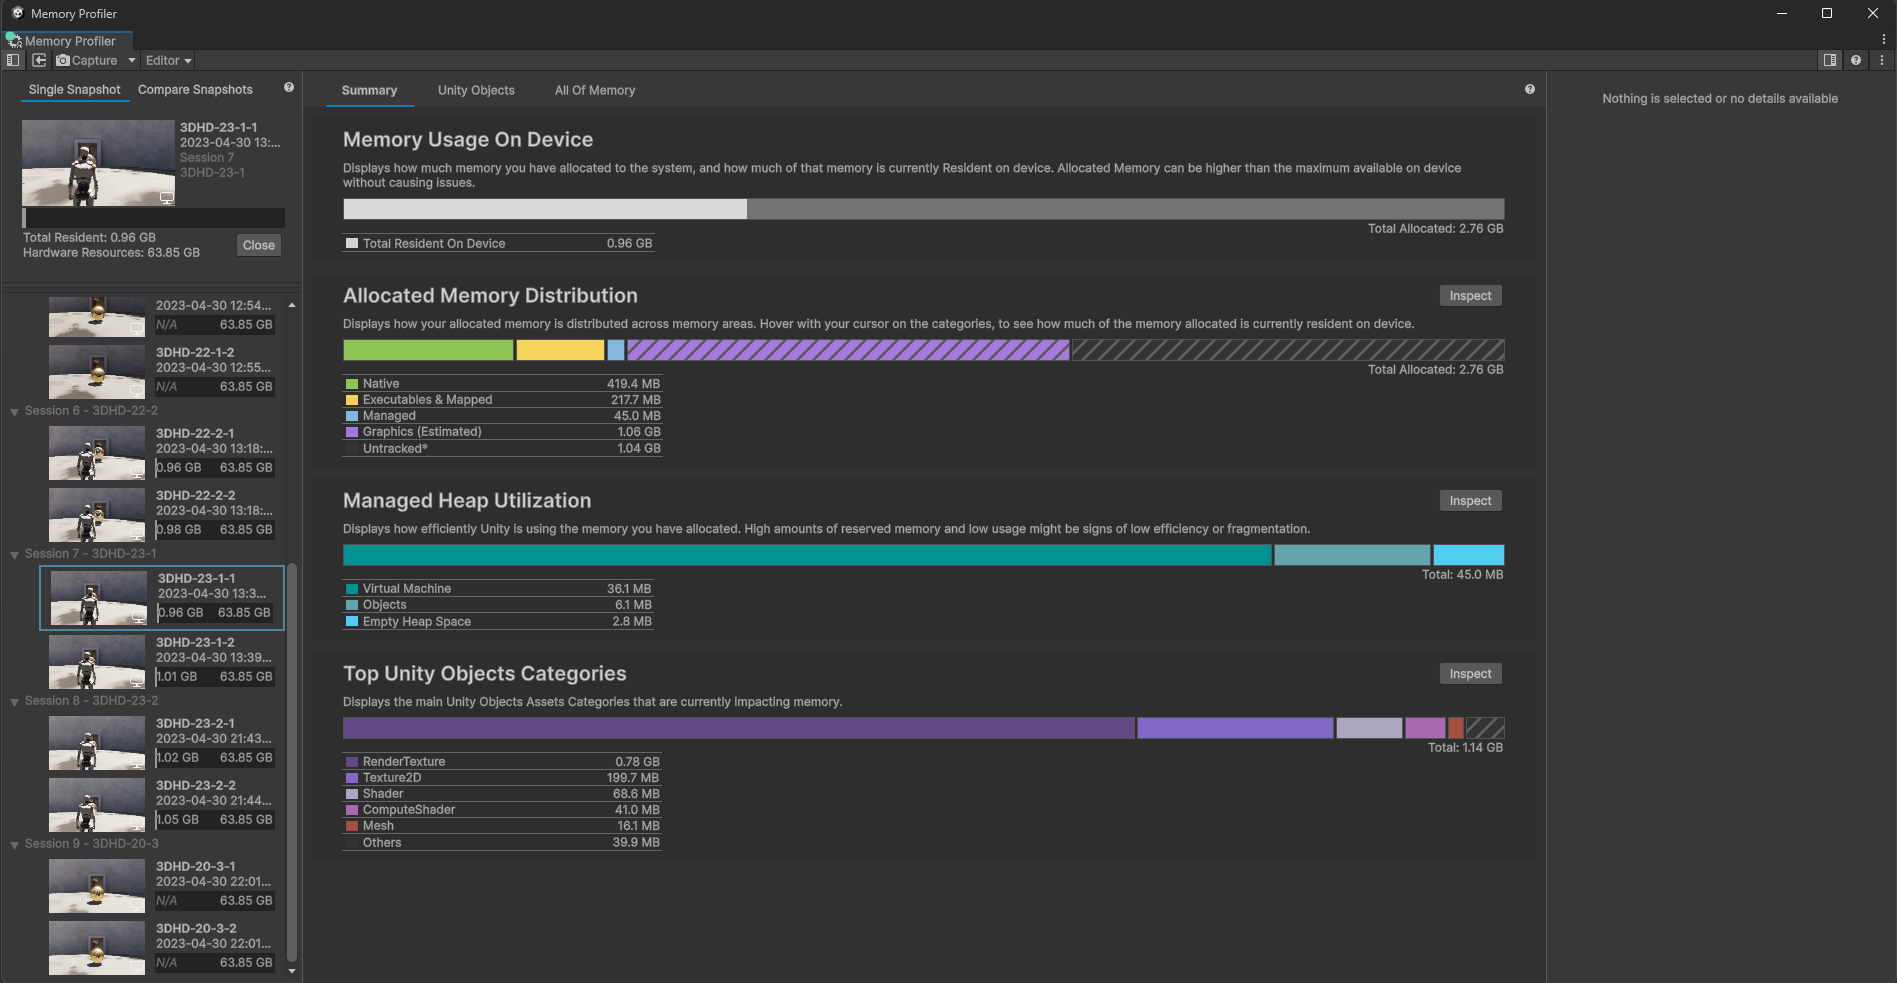 Memory Profiler
Memory Profiler
Capture
Editor
Single Snapshot
Compare Snapshots
3DHD-23-1-1
2023-04-30 13:...
Session 7
3DHD-23-1
Total Resident: 0.96 GB
Hardware Resources: 63.85 GB
Close
2023-04-30 12:54...
N/A 63.85 GB
3DHD-22-1-2
2023-04-30 12:55...
N/A 63.85 GB
Session 6 - 3DHD-22-2
3DHD-22-2-1
2023-04-30 13:18:...
0.96 GB 63.85 GB
3DHD-22-2-2
2023-04-30 13:18:...
0.98 GB 63.85 GB
Session 7 - 3DHD-23-1
3DHD-23-1-1
2023-04-30 13:3...
0.96 GB 63.85 GB
3DHD-23-1-2
2023-04-30 13:39...
1.01 GB 63.85 GB
Session 8 - 3DHD-23-2
3DHD-23-2-1
2023-04-30 21:43...
1.02 GB 63.85 GB
3DHD-23-2-2
2023-04-30 21:44...
1.05 GB 63.85 GB
Session 9 - 3DHD-20-3
3DHD-20-3-1
2023-04-30 22:01...
N/A 63.85 GB
3DHD-20-3-2
2023-04-30 22:01...
N/A 63.85 GB
Summary
Unity Objects
All Of Memory
Memory Usage On Device
Displays how much memory you have allocated to the system, and how much of that memory is currently Resident on device. Allocated Memory can be higher than the maximum available on device
without causing issues.
Total Allocated: 2.76 GB
Total Resident On Device 0.96 GB
Allocated Memory Distribution
Inspect
Displays how your allocated memory is distributed across memory areas. Hover with your cursor on the categories, to see how much of the memory allocated is currently resident on device.
Total Allocated: 2.76 GB
Native 419.4 MB
Executables & Mapped 217.7 MB
Managed 45.0 MB
Graphics (Estimated) 1.06 GB
Untracked* 1.04 GB
Managed Heap Utilization
Inspect
Displays how efficiently Unity is using the memory you have allocated. High amounts of reserved memory and low usage might be signs of low efficiency or fragmentation.
Total: 45.0 MB
Virtual Machine 36.1 MB
Objects 6.1 MB
Empty Heap Space 2.8 MB
Top Unity Objects Categories
Inspect
Displays the main Unity Objects Assets Categories that are currently impacting memory.
Total: 1.14 GB
RenderTexture 0.78 GB
Texture2D 199.7 MB
Shader 68.6 MB
ComputeShader 41.0 MB
Mesh 16.1 MB
Others 39.9 MB
Nothing is selected or no details available